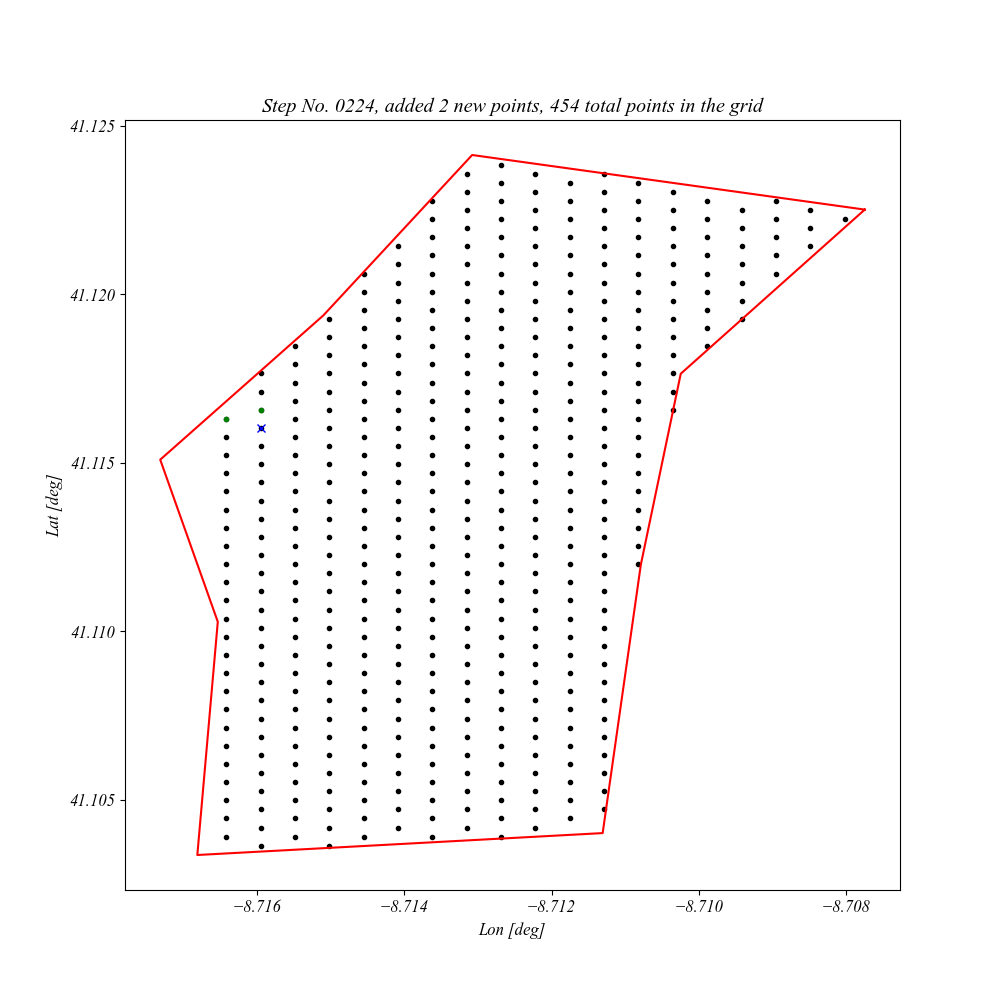 Step No. 0224, added 2 new points, 454 total points in the grid
41.125
41.120
41.115
41.110
41.105
Lat [deg]
−8.716 −8.714 −8.712 −8.710 −8.708
Lon [deg]